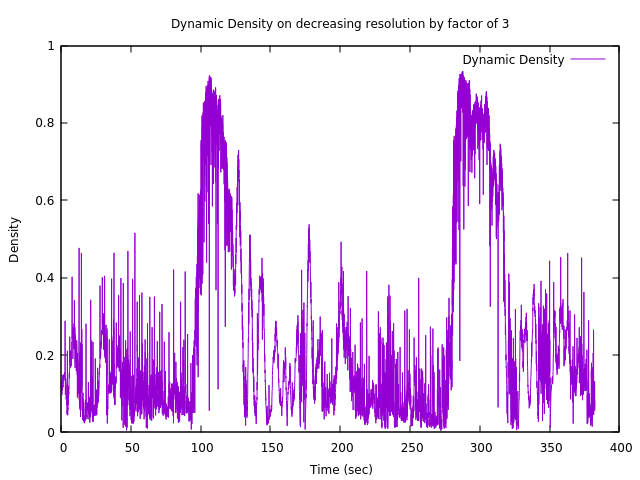 Dynamic Density on decreasing resolution by factor of 3
1
Dynamic Density
0.8
0.6
Density
0.4
0.2
0
0 50 100 150 200 250 300 350 400
Time (sec)